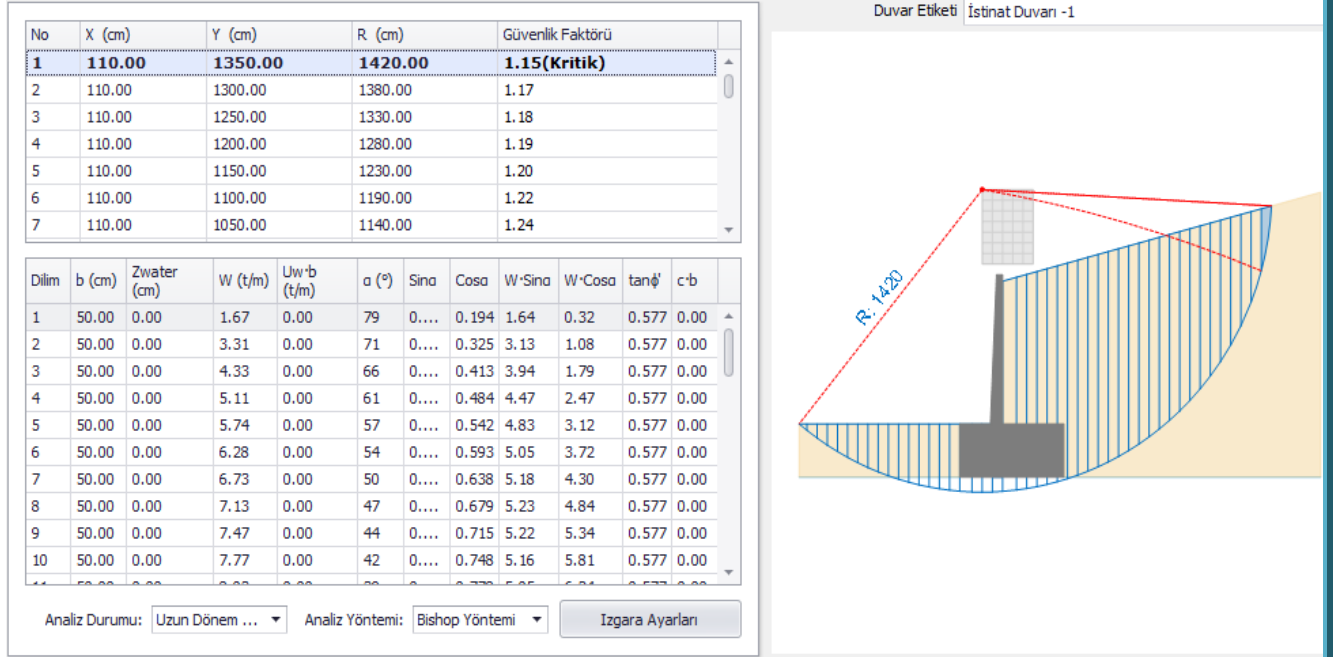 Duvar Etiketi İstinat Duvarı -1
No X (cm) Y (cm) R (cm) Güvenlik Faktörü
1 110.00 1350.00 1420.00 1.15(Kritik)
2 110.00 1300.00 1380.00 1.17
3 110.00 1250.00 1330.00 1.18
4 110.00 1200.00 1280.00 1.19
5 110.00 1150.00 1230.00 1.20
6 110.00 1100.00 1190.00 1.22
7 110.00 1050.00 1140.00 1.24
Dilim b (cm) Zwater (cm) W (t/m) Uw·b (t/m) α (°) Sinα Cosα W·Sinα W·Cosα tanϕ' c·b
1 50.00 0.00 1.67 0.00 79 0.... 0.194 1.64 0.32 0.577 0.00
2 50.00 0.00 3.31 0.00 71 0.... 0.325 3.13 1.08 0.577 0.00
3 50.00 0.00 4.33 0.00 66 0.... 0.413 3.94 1.79 0.577 0.00
4 50.00 0.00 5.11 0.00 61 0.... 0.484 4.47 2.47 0.577 0.00
5 50.00 0.00 5.74 0.00 57 0.... 0.542 4.83 3.12 0.577 0.00
6 50.00 0.00 6.28 0.00 54 0.... 0.593 5.05 3.72 0.577 0.00
7 50.00 0.00 6.73 0.00 50 0.... 0.638 5.18 4.30 0.577 0.00
8 50.00 0.00 7.13 0.00 47 0.... 0.679 5.23 4.84 0.577 0.00
9 50.00 0.00 7.47 0.00 44 0.... 0.715 5.22 5.34 0.577 0.00
10 50.00 0.00 7.77 0.00 42 0.... 0.748 5.16 5.81 0.577 0.00
Analiz Durumu: Uzun Dönem ... Analiz Yöntemi: Bishop Yöntemi Izgara Ayarları
R: 1420